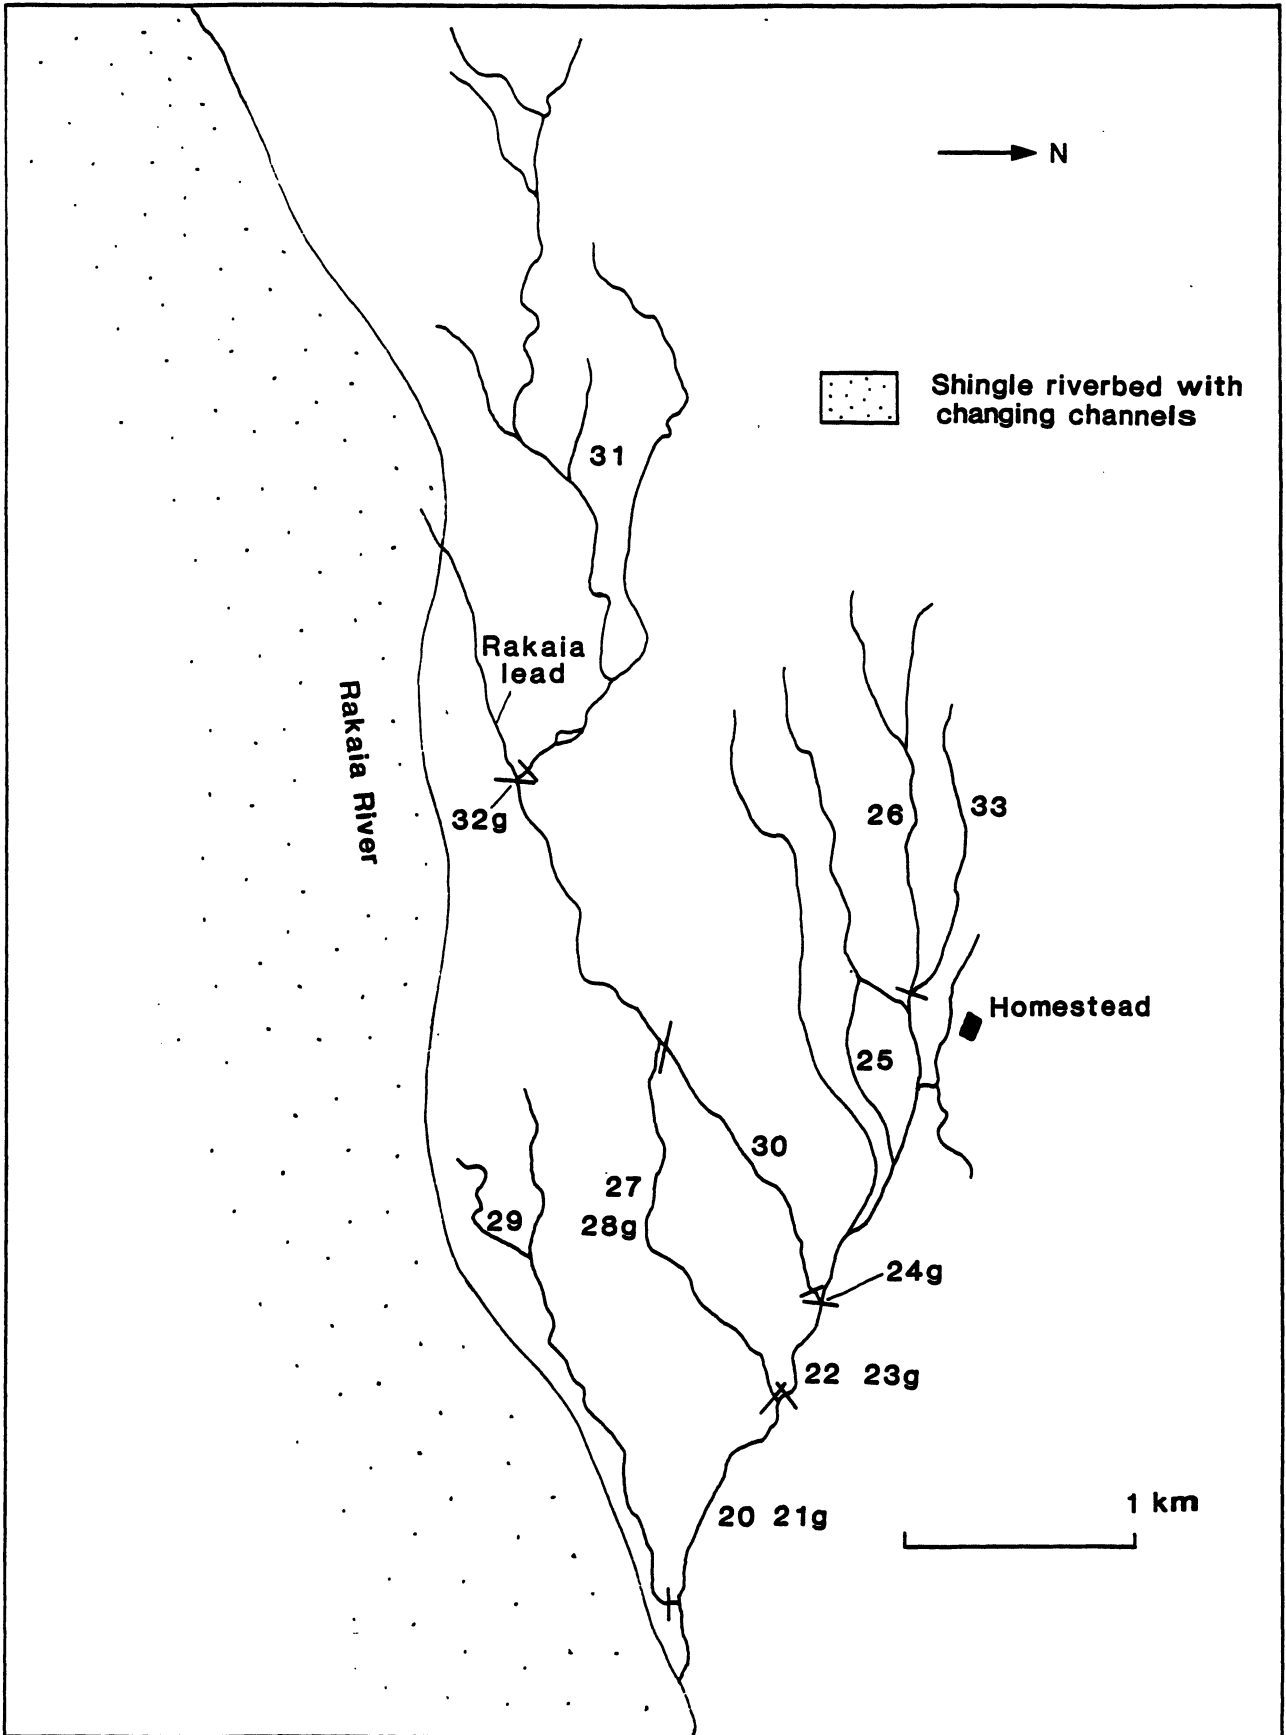 N
Shingle riverbed with
changing channels
31
Rakaia
lead
Rakaia River
32g
26
33
Homestead
25
30
27
28g
29
24g
22 23g
1 km
20 21g